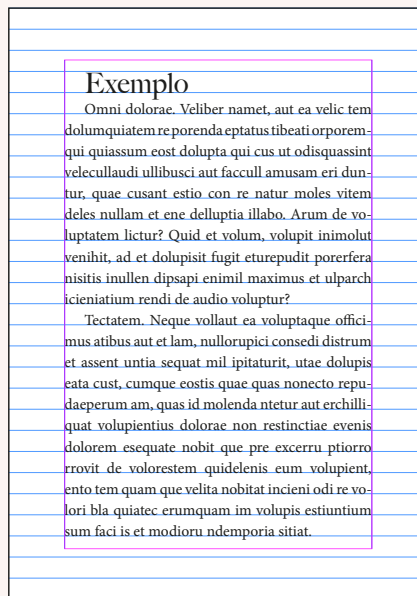 Exemplo
Omni dolorae. Veliber namet, aut ea velic tem
dolumquiatem re porenda eptatus tibeati orporem-
qui quiassum eost dolupta qui cus ut odisquassint
velecullaudi ullibusci aut faccull amusam eri dun-
tur, quae cusant estio con re natur moles vitem
deles nullam et ene delluptia illabo. Arum de vo-
luptatem lictur? Quid et volum, volupit inimolut
venihit, ad et dolupisit fugit eturepudit porerfera
nisitis inullen dipsapi enimil maximus et ulparch
icieniatium rendi de audio voluptur?
Tectatem. Neque vollaut ea voluptaque offici-
mus atibus aut et lam, nullorupici consedi distrum
et assent untia sequat mil ipitaturit, utae dolupis
eata cust, cumque eostis quae quas nonecto repu-
daeperum am, quas id molenda ntetur aut erchilli-
quat volupientius dolorae non restinctiae evenis
dolorem esequate nobit que pre excerru ptiorro
rrovit de volorestem quidelenis eum volupient,
ento tem quam que velita nobitat incieni odi re vo-
lori bla quiatec erumquam im volupis estiuntium
sum faci is et modioru ndemporia sitiat.